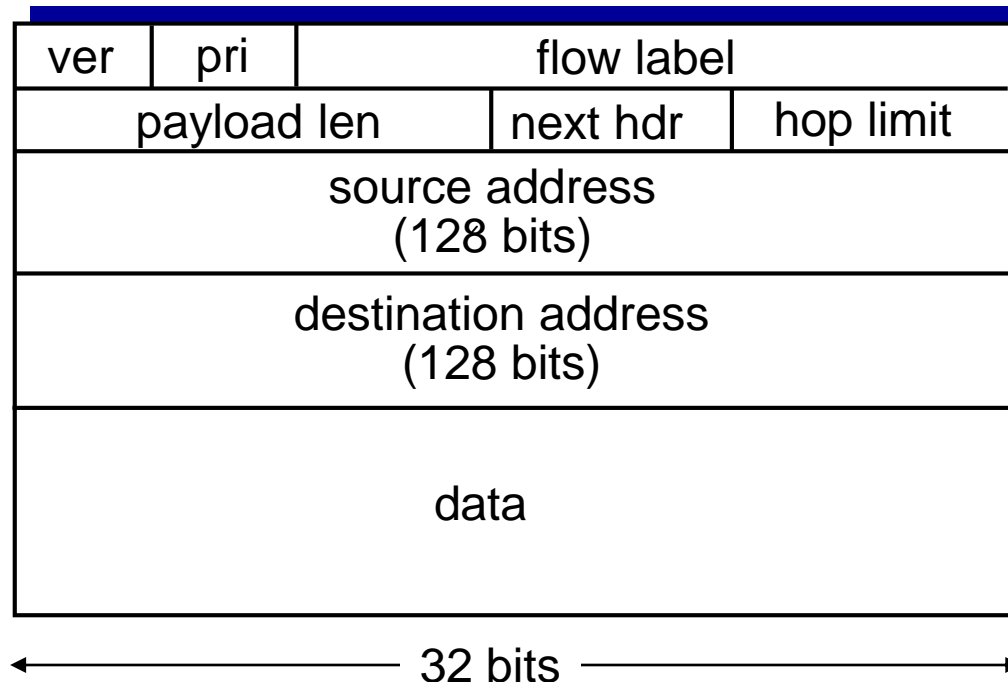 ver pri flow label
payload len next hdr hop limit
source address
(128 bits)
destination address
(128 bits)
data
32 bits